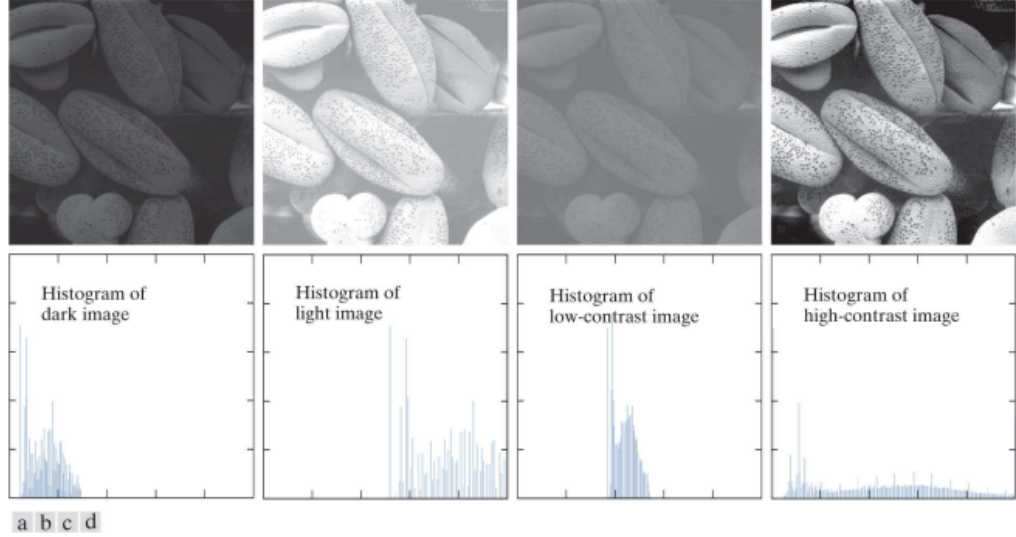 Histogram of
dark image
Histogram of
light image
Histogram of
low-contrast image
Histogram of
high-contrast image
a b c d